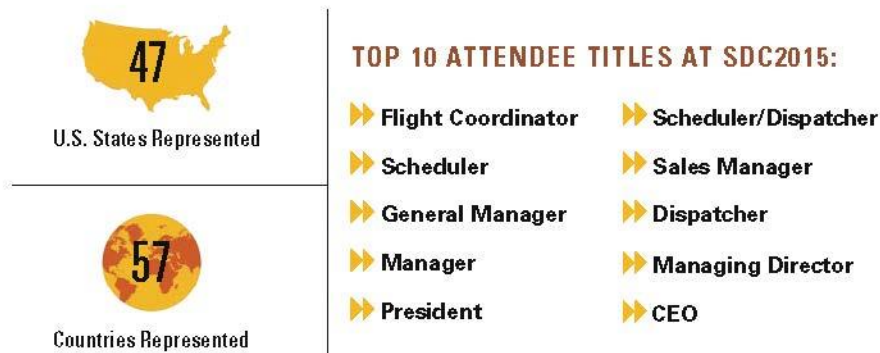 47
U.S. States Represented
57
Countries Represented
TOP 10 ATTENDEE TITLES AT SDC2015:
Flight Coordinator
Scheduler
General Manager
Manager
President
Scheduler/Dispatcher
Sales Manager
Dispatcher
Managing Director
CEO